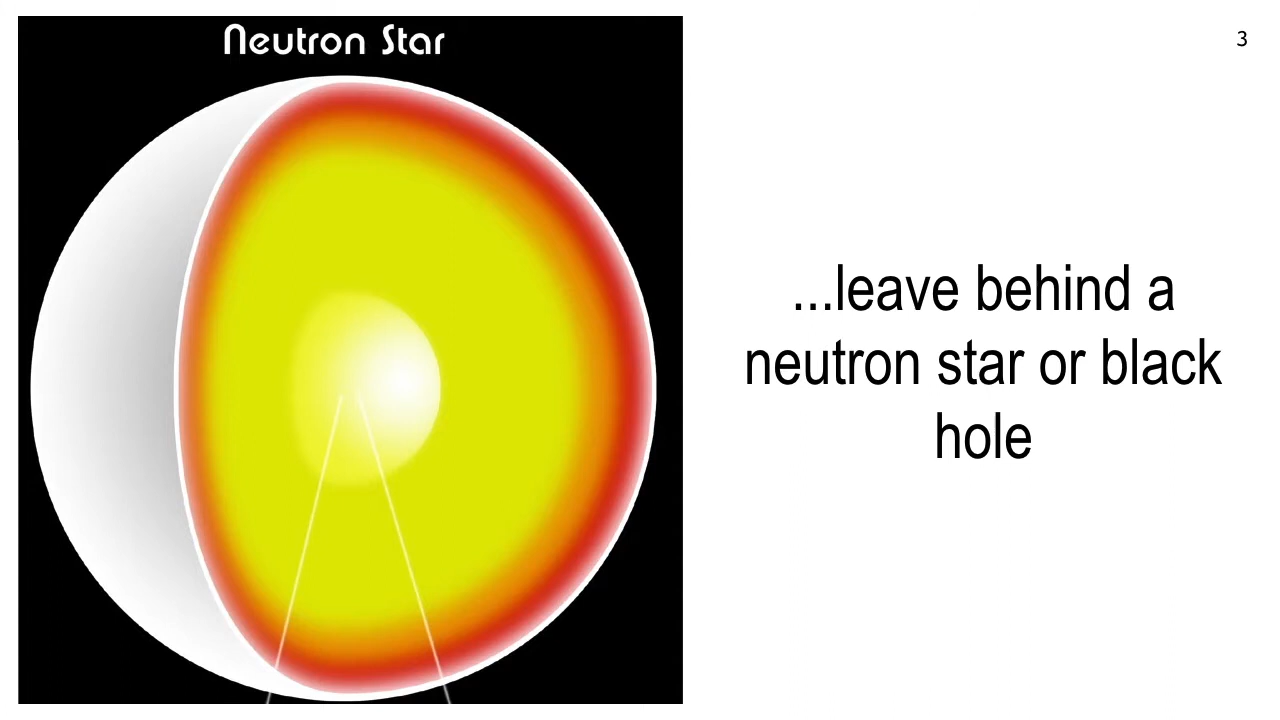 Neutron Star
3
...leave behind a
neutron star or black
hole